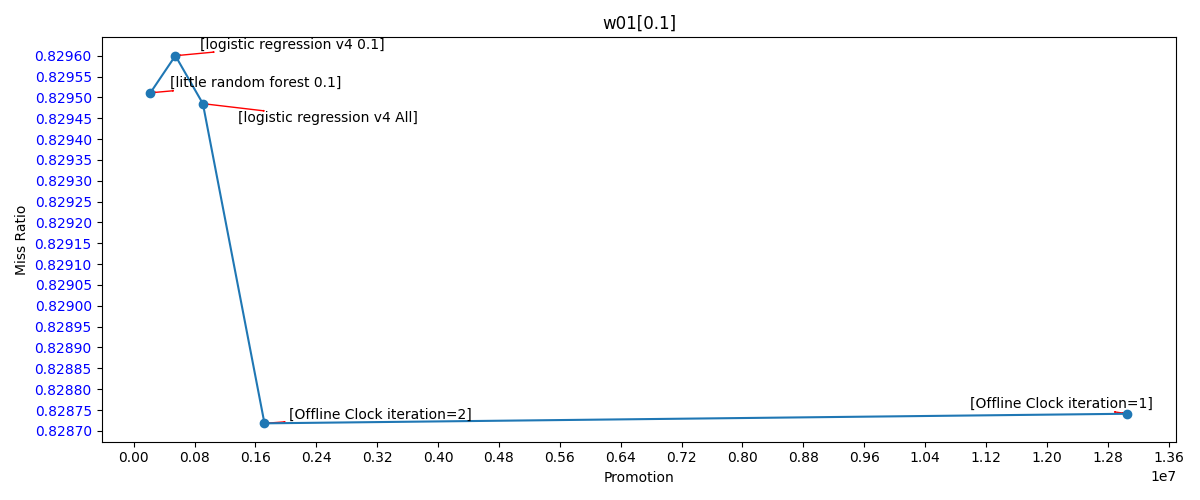 w01[0.1]
0.82960
0.82955
0.82950
0.82945
0.82940
0.82935
0.82930
0.82925
0.82920
0.82915
0.82910
0.82905
0.82900
0.82895
0.82890
0.82885
0.82880
0.82875
0.82870
Miss Ratio
[logistic regression v4 0.1]
[little random forest 0.1]
[logistic regression v4 All]
[Offline Clock iteration=2]
[Offline Clock iteration=1]
0.00 0.08 0.16 0.24 0.32 0.40 0.48 0.56 0.64 0.72 0.80 0.88 0.96 1.04 1.12 1.20 1.28 1.36
1e7
Promotion